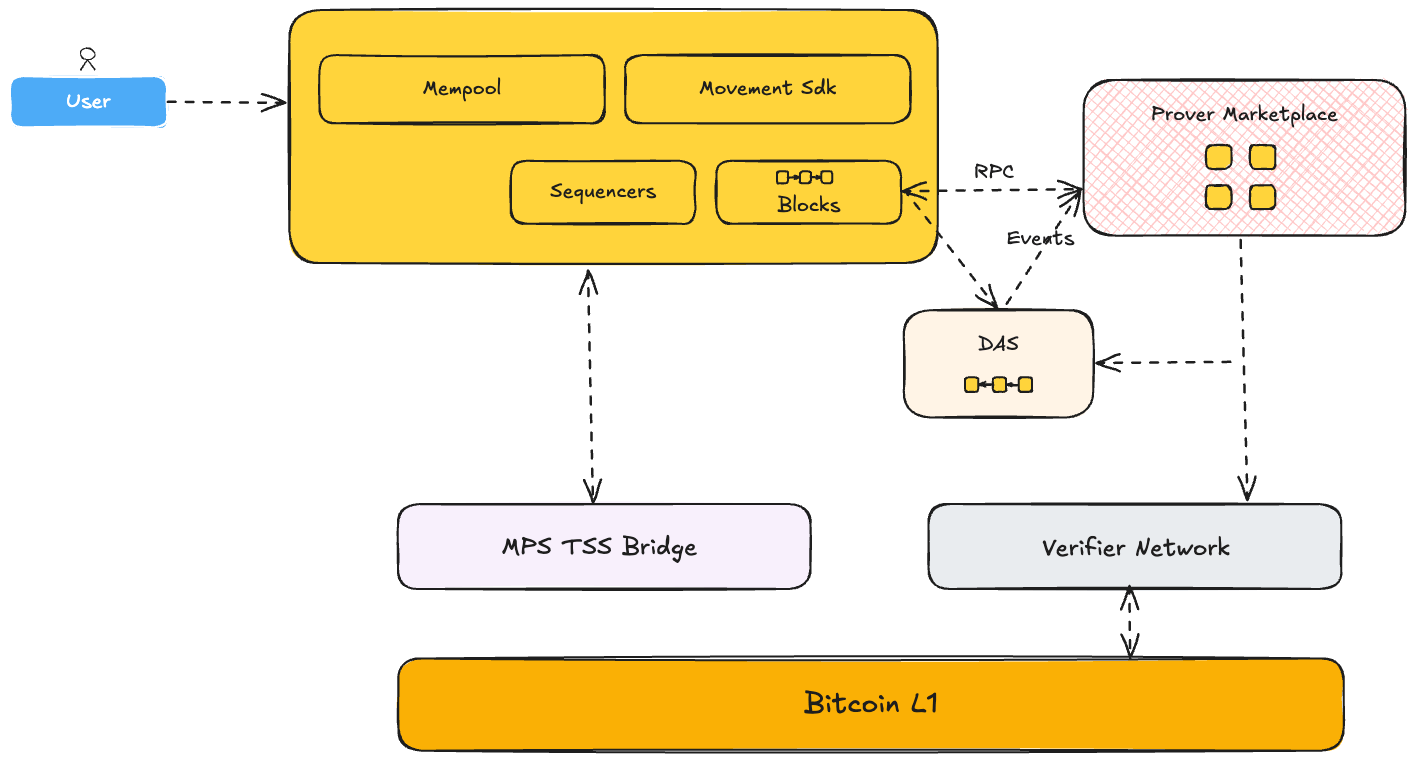 User
Mempool
Movement Sdk
Prover Marketplace
Sequencers
Blocks
RPC
Events
DAS
MPS TSS Bridge
Verifier Network
Bitcoin L1